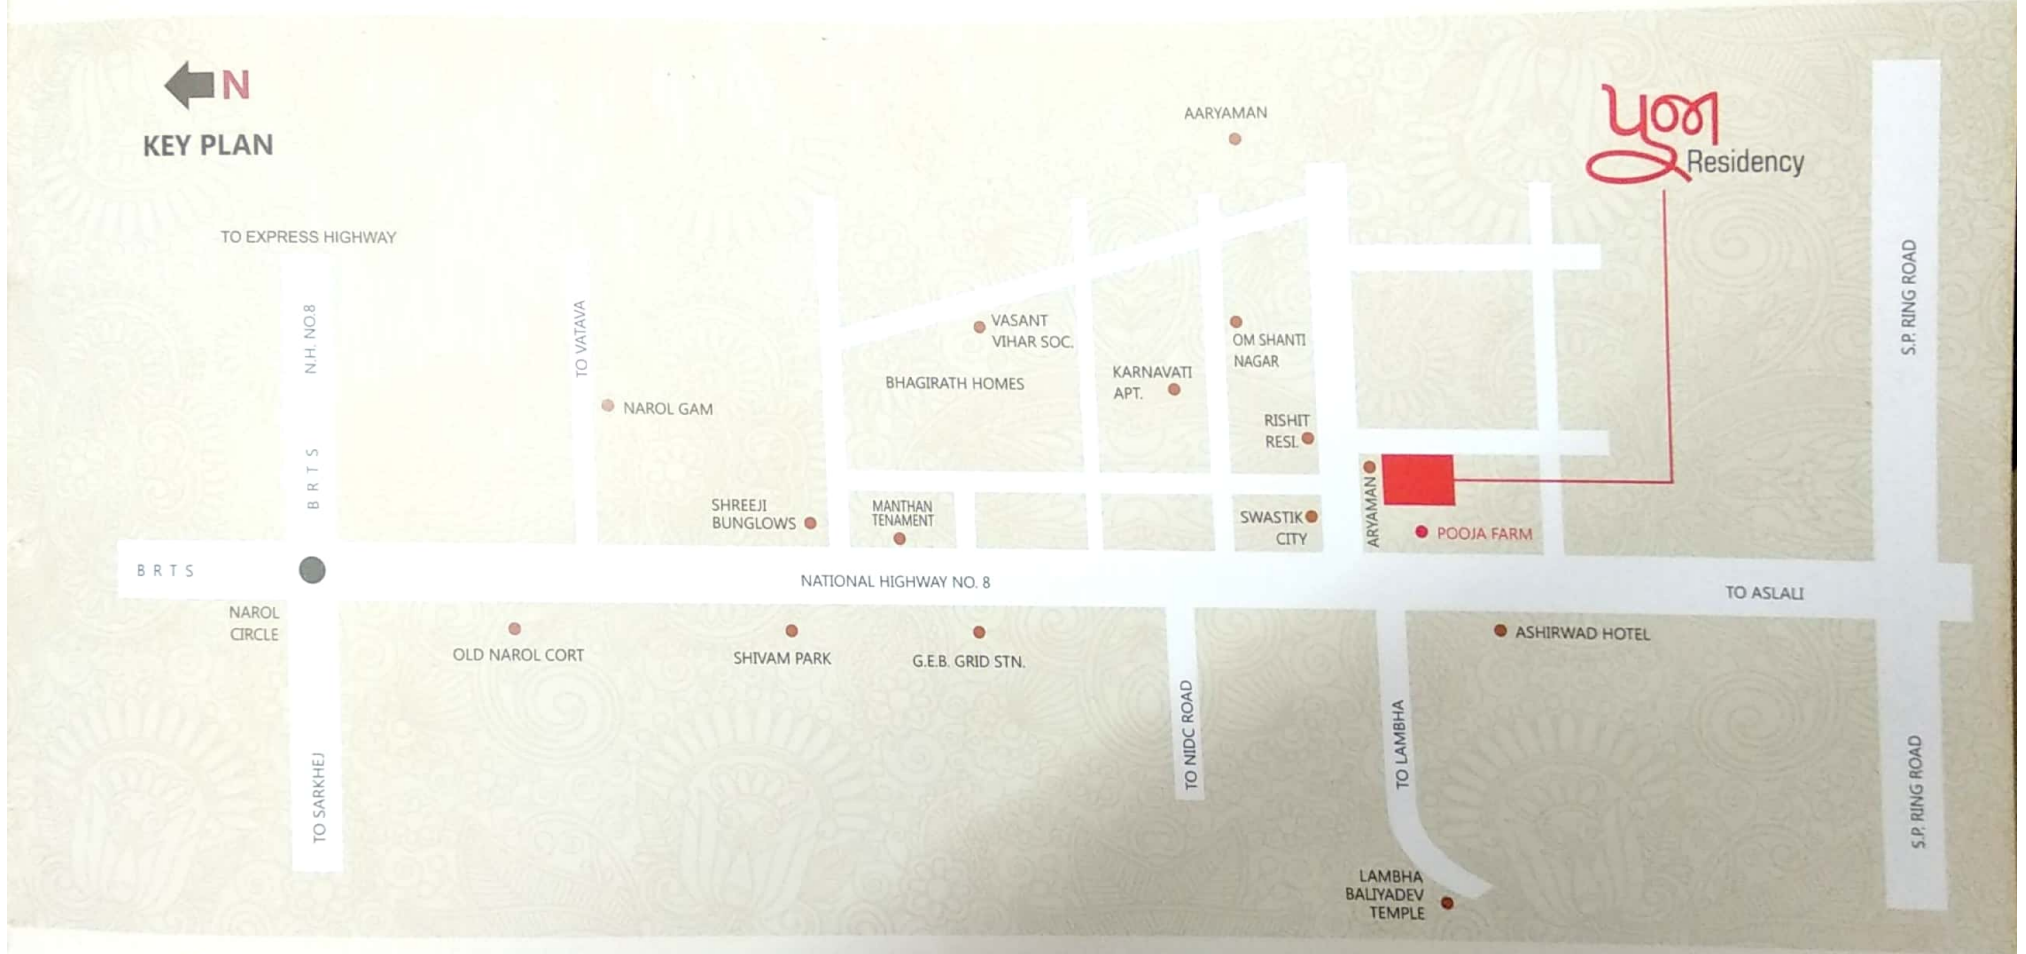 N
KEY PLAN
AARYAMAN
પૂજા
Residency
TO EXPRESS HIGHWAY
N.H. NO.8
BRTS
TO VATAVA
S.P. RING ROAD
VASANT
VIHAR SOC.
OM SHANTI
NAGAR
BHAGIRATH HOMES
KARNAVATI
APT.
NAROL GAM
RISHIT
RESI.
SHREEJI
BUNGLOWS
MANTHAN
TENAMENT
SWASTIK
CITY
ARYAMAN
POOJA FARM
BRTS
NATIONAL HIGHWAY NO. 8
TO ASLALI
NAROL
CIRCLE
OLD NAROL CORT
SHIVAM PARK
G.E.B. GRID STN.
ASHIRWAD HOTEL
TO SARKHEJ
TO NIDC ROAD
TO LAMBHA
S.P. RING ROAD
LAMBHA
BALIYADEV
TEMPLE